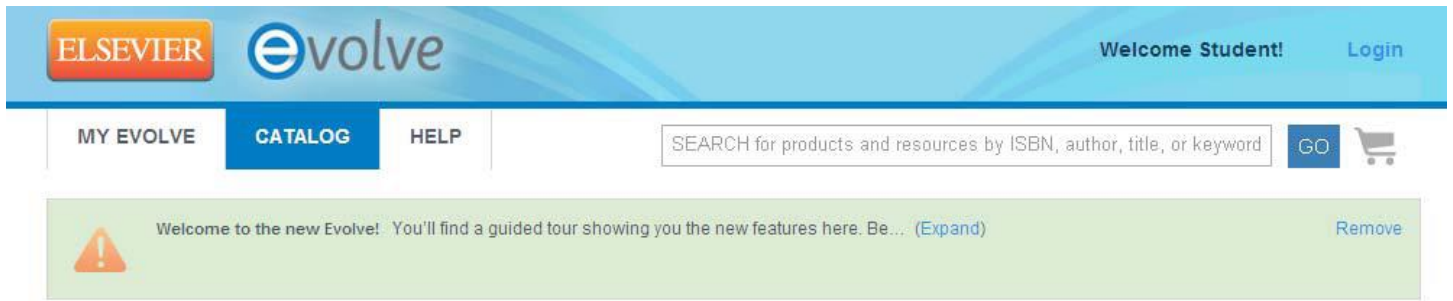 ELSEVIER evolve Welcome Student! Login
MY EVOLVE CATALOG HELP SEARCH for products and resources by ISBN, author, title, or keyword GO
Welcome to the new Evolve! You'll find a guided tour showing you the new features here. Be... (Expand) Remove